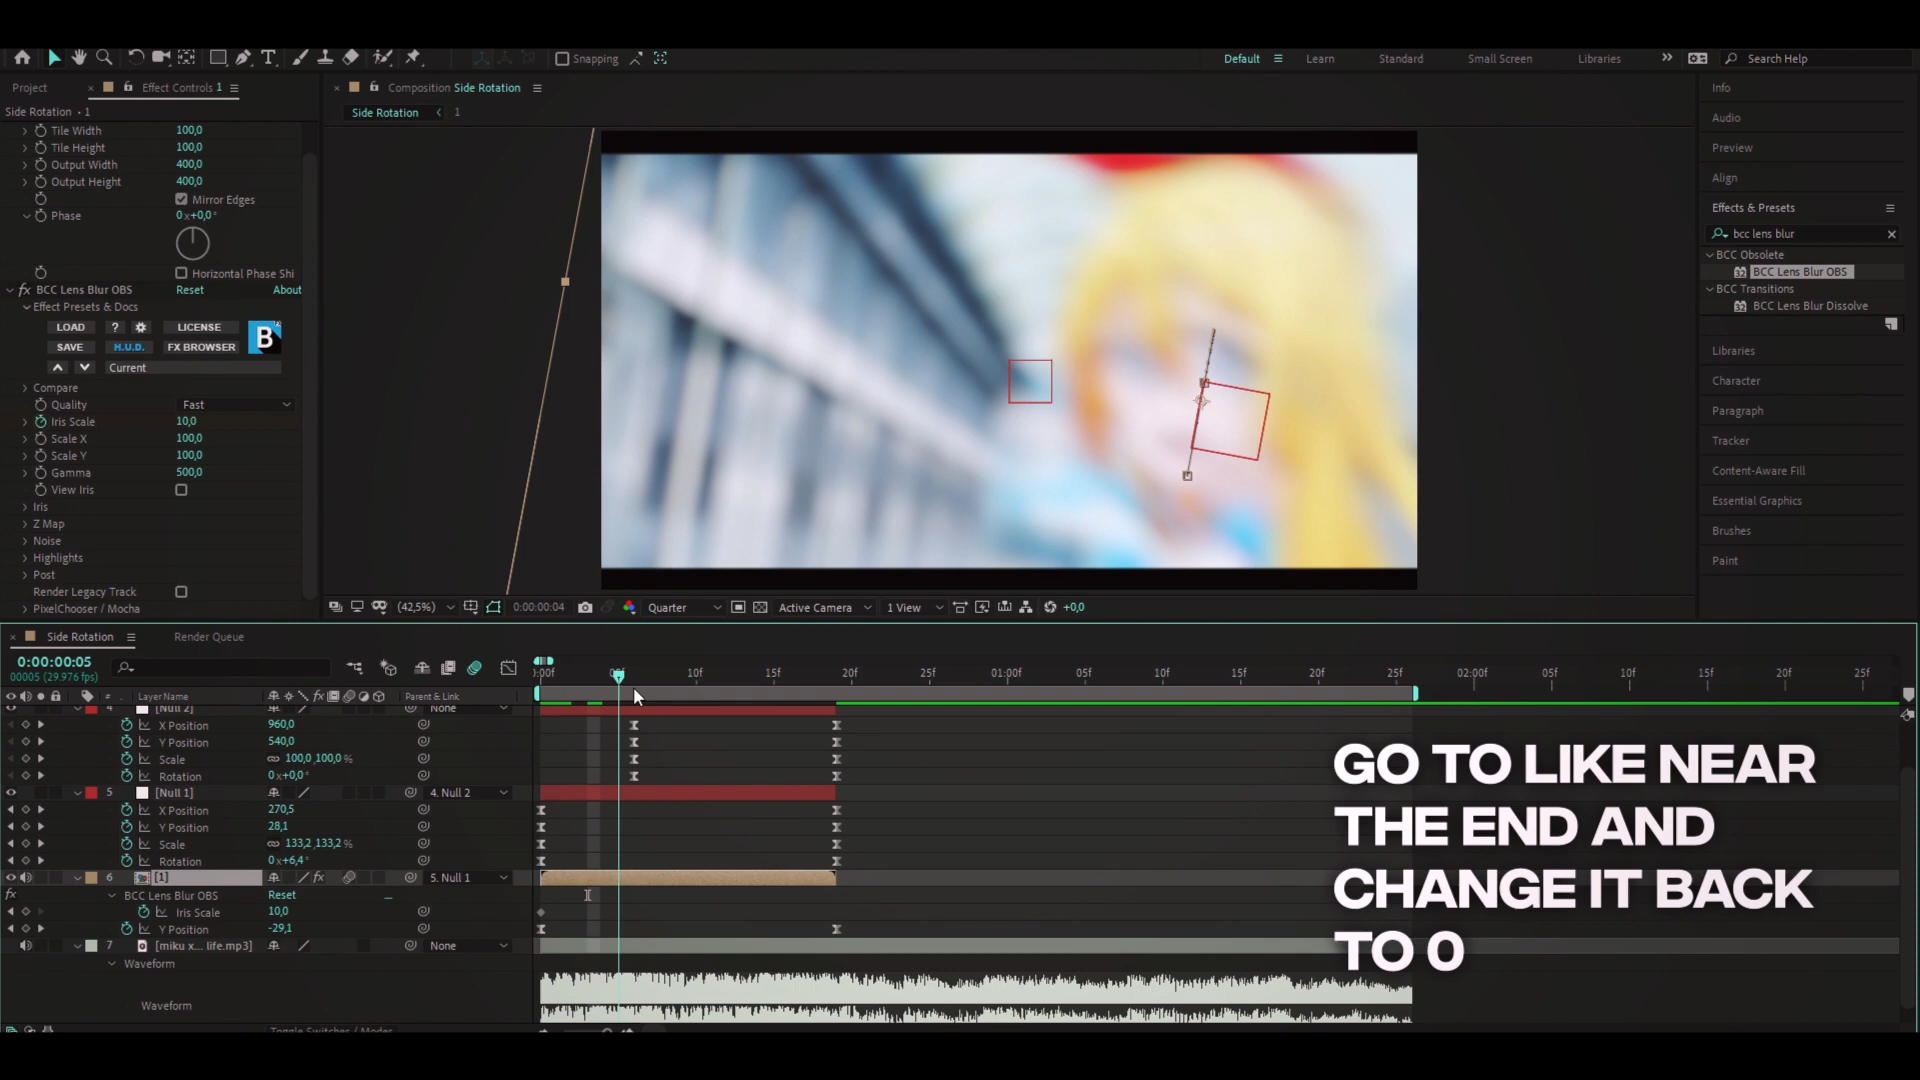 Snapping
Default
Learn
Standard
Small Screen
Libraries
Search Help
Project
Effect Controls 1
Composition Side Rotation
Side Rotation • 1
Side Rotation
1
Tile Width 100,0
Tile Height 100,0
Output Width 400,0
Output Height 400,0
Mirror Edges
Phase 0x+0,0°
Horizontal Phase Shi
fx BCC Lens Blur OBS Reset About
Effect Presets & Docs
LOAD ? LICENSE
SAVE H.U.D. FX BROWSER
B
Current
Compare
Quality Fast
Iris Scale 10,0
Scale X 100,0
Scale Y 100,0
Gamma 500,0
View Iris
Iris
Z Map
Noise
Highlights
Post
Render Legacy Track
PixelChooser / Mocha
(42,5%) 0:00:00:04 Quarter Active Camera 1 View +0,0
Info
Audio
Preview
Align
Effects & Presets
bcc lens blur
BCC Obsolete
32 BCC Lens Blur OBS
BCC Transitions
32 BCC Lens Blur Dissolve
Libraries
Character
Paragraph
Tracker
Content-Aware Fill
Essential Graphics
Brushes
Paint
Side Rotation
Render Queue
0:00:00:05
00005 (29.976 fps)
10f 15f 20f 25f 01:00f 05f 10f 15f 20f 25f 02:00f 05f 10f 15f 20f 25f
Layer Name fx Parent & Link
4 [Null 2] None
X Position 960,0
Y Position 540,0
Scale 100,0,100,0%
Rotation 0x+0,0°
5 [Null 1] 4. Null 2
X Position 270,5
Y Position 28,1
Scale 133,2,133,2%
Rotation 0x+6,4°
6 [1] fx 5. Null 1
fx BCC Lens Blur OBS Reset
Iris Scale 10,0
Y Position -29,1
7 [miku x... life.mp3] None
Waveform
Waveform
Toggle Switches / Modes
GO TO LIKE NEAR
THE END AND
CHANGE IT BACK
TO 0